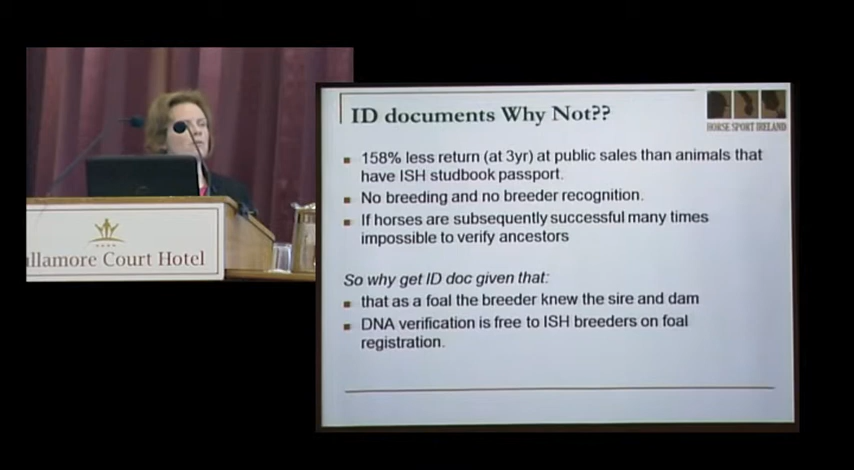 ID documents Why Not??
HORSE SPORT IRELAND
158% less return (at 3yr) at public sales than animals that
have ISH studbook passport.
No breeding and no breeder recognition.
If horses are subsequently successful many times
impossible to verify ancestors
So why get ID doc given that:
that as a foal the breeder knew the sire and dam
DNA verification is free to ISH breeders on foal
registration.
llamore Court Hotel